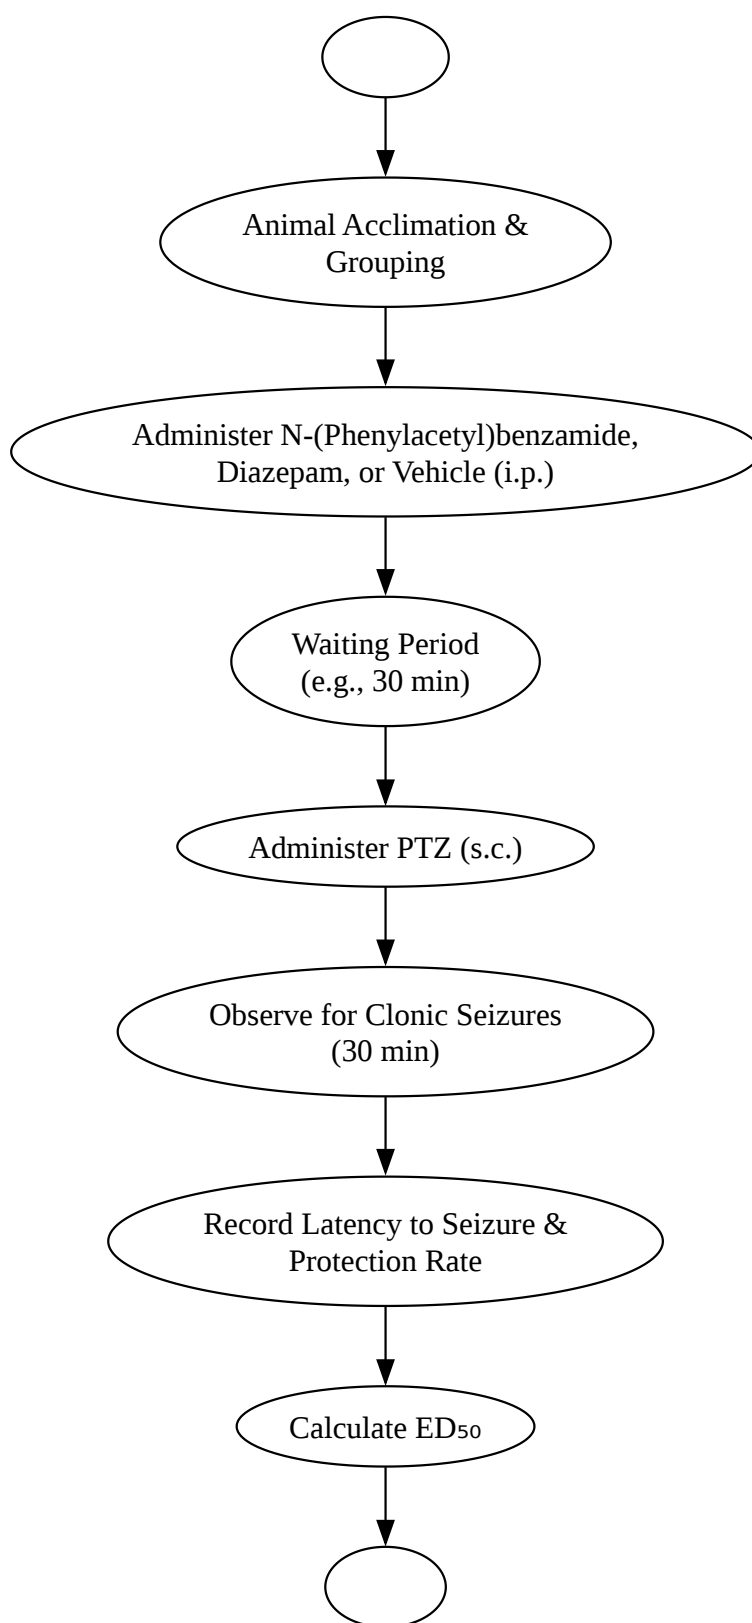 Animal Acclimation &
Grouping
Administer N-(Phenylacetyl)benzamide,
Diazepam, or Vehicle (i.p.)
Waiting Period
(e.g., 30 min)
Administer PTZ (s.c.)
Observe for Clonic Seizures
(30 min)
Record Latency to Seizure &
Protection Rate
Calculate ED₅₀